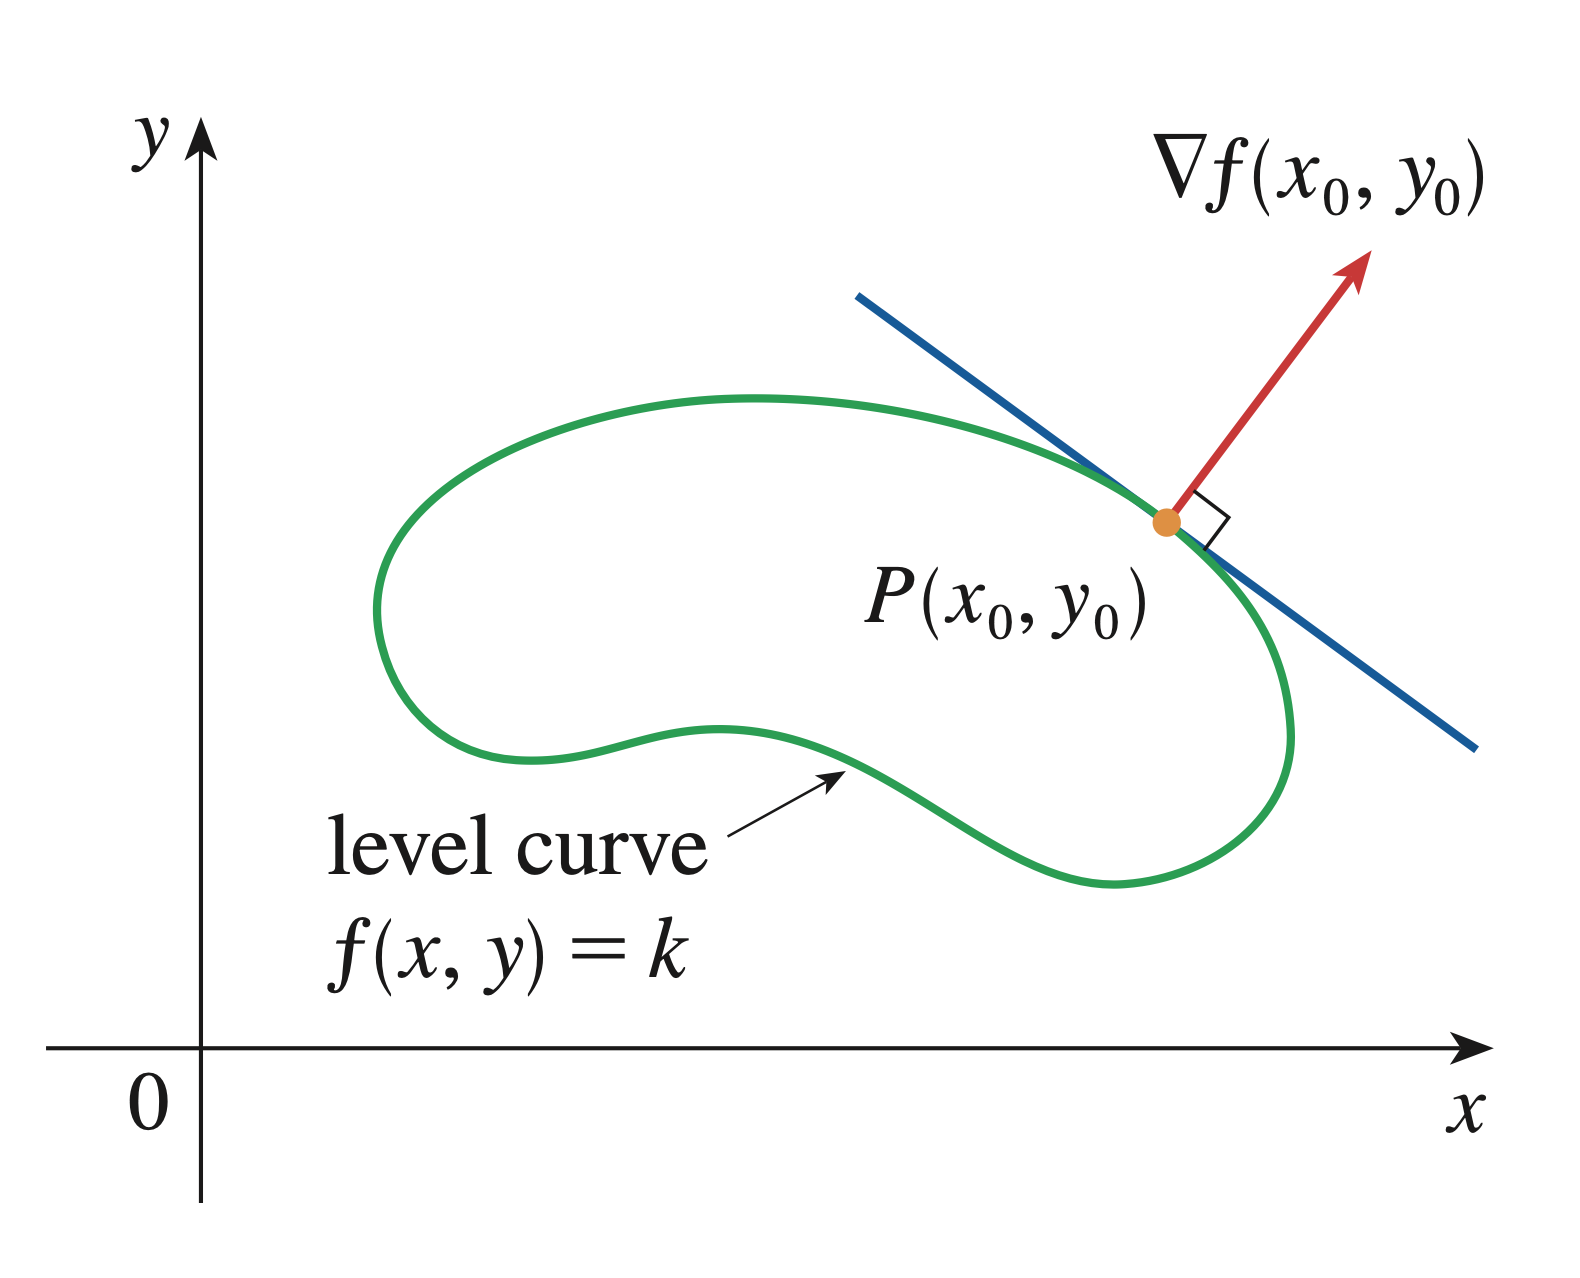 y
∇f(x₀, y₀)
P(x₀, y₀)
level curve
f(x, y) = k
0
x